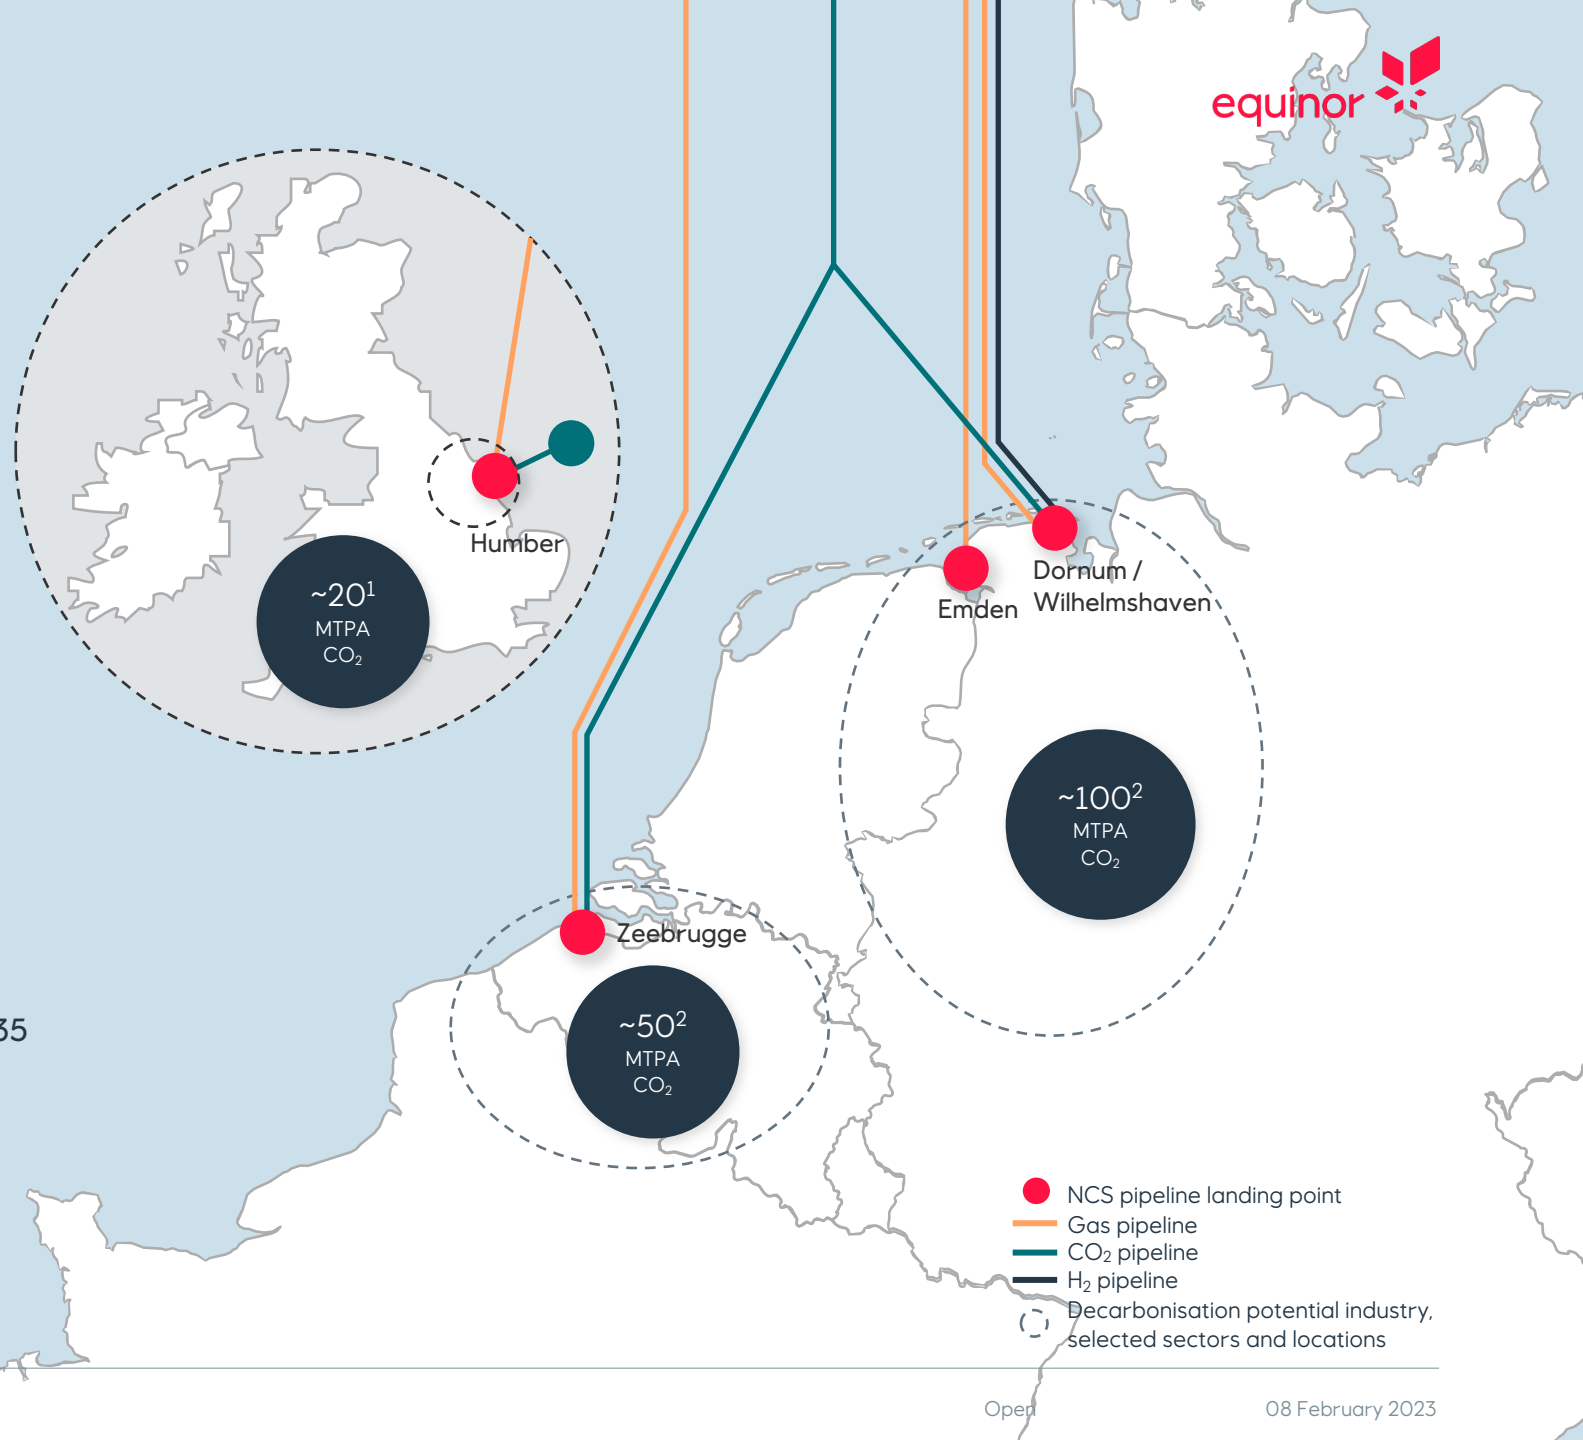 equinor
Humber
~20¹
MTPA
CO₂
Dornum /
Wilhelmshaven
Emden
~100²
MTPA
CO₂
Zeebrugge
~50²
MTPA
CO₂
35
NCS pipeline landing point
Gas pipeline
CO₂ pipeline
H₂ pipeline
Decarbonisation potential industry,
selected sectors and locations
Open
08 February 2023